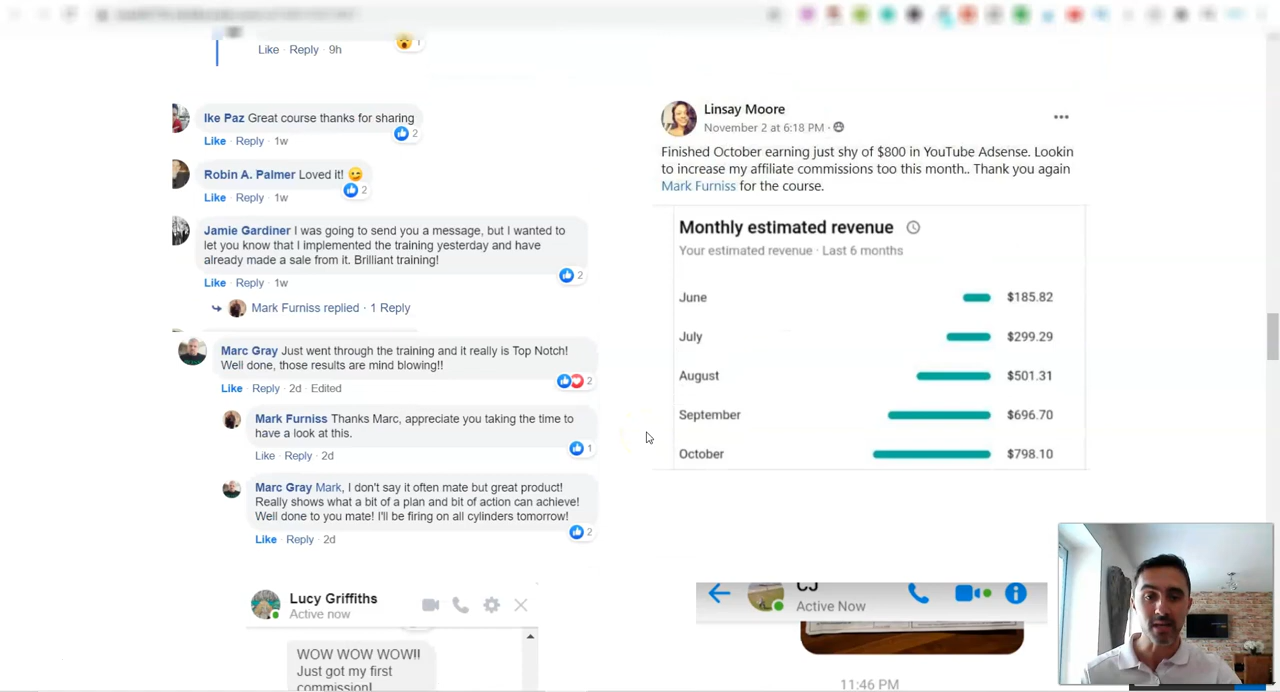 Like · Reply · 9h
1
Ike Paz Great course thanks for sharing
2
Like · Reply · 1w
Robin A. Palmer Loved it! 😉
2
Like · Reply · 1w
Jamie Gardiner I was going to send you a message, but I wanted to
let you know that I implemented the training yesterday and have
already made a sale from it. Brilliant training!
2
Like · Reply · 1w
Mark Furniss replied · 1 Reply
Marc Gray Just went through the training and it really is Top Notch!
Well done, those results are mind blowing!!
2
Like · Reply · 2d · Edited
Mark Furniss Thanks Marc, appreciate you taking the time to
have a look at this.
1
Like · Reply · 2d
Marc Gray Mark, I don't say it often mate but great product!
Really shows what a bit of a plan and bit of action can achieve!
Well done to you mate! I'll be firing on all cylinders tomorrow!
2
Like · Reply · 2d
Lucy Griffiths
Active now
WOW WOW WOW!!
Just got my first
commission!
Linsay Moore
November 2 at 6:18 PM ·
Finished October earning just shy of $800 in YouTube Adsense. Lookin
to increase my affiliate commissions too this month.. Thank you again
Mark Furniss for the course.
Monthly estimated revenue
Your estimated revenue · Last 6 months
June $185.82
July $299.29
August $501.31
September $696.70
October $798.10
CJ
Active Now
11:46 PM